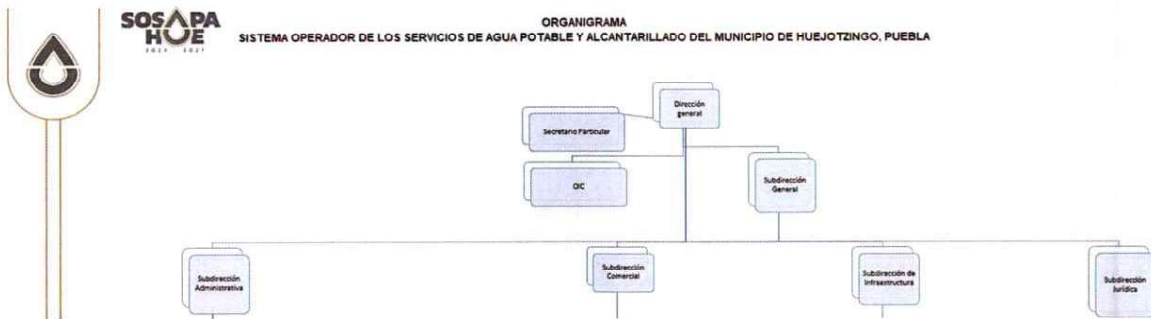 SOSAPA
HUE
ORGANIGRAMA
SISTEMA OPERADOR DE LOS SERVICIOS DE AGUA POTABLE Y ALCANTARILLADO DEL MUNICIPIO DE HUEJOTZINGO, PUEBLA
Dirección
general
Secretario Particular
OIC
Subdirección
General
Subdirección
Administrativa
Subdirección
Comercial
Subdirección de
Infraestructura
Subdirección
Jurídica